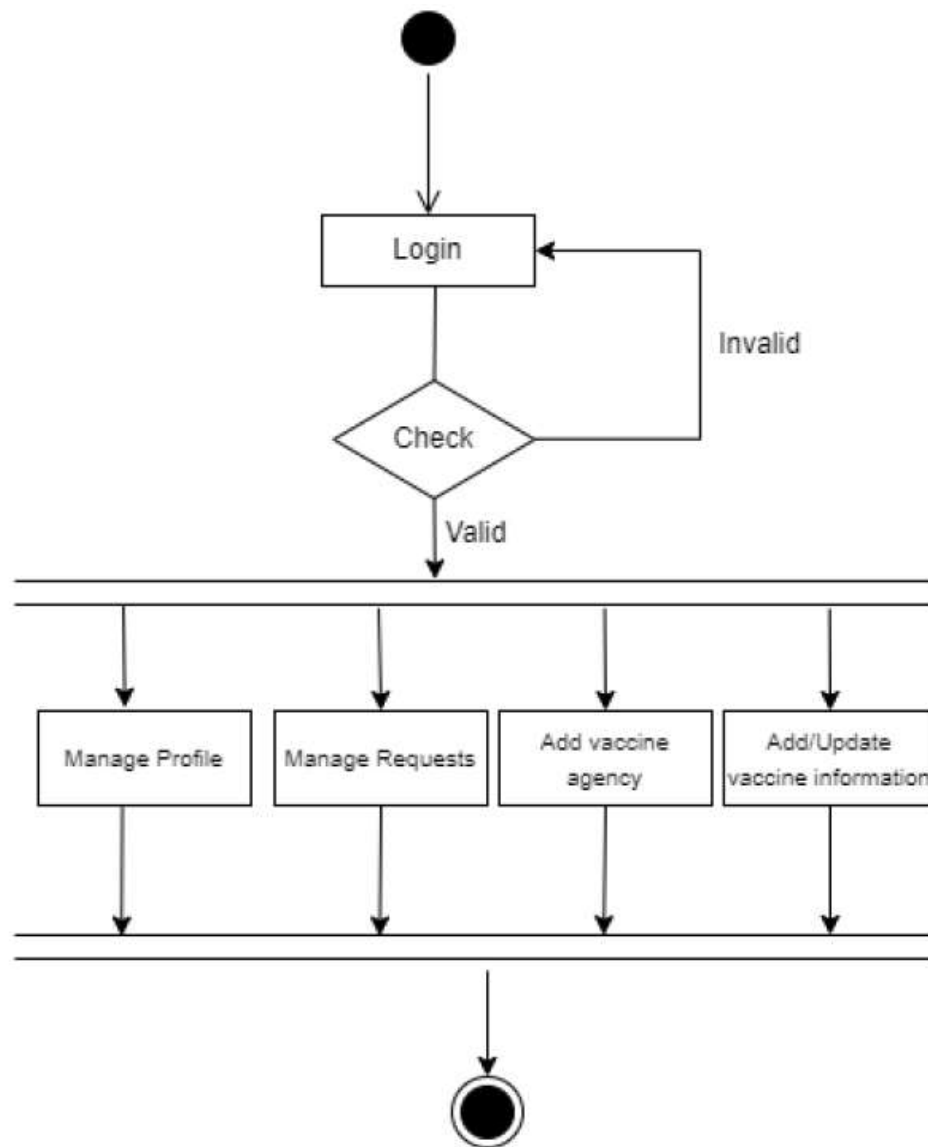 Login
Invalid
Check
Valid
Manage Profile
Manage Requests
Add vaccine
agency
Add/Update
vaccine information